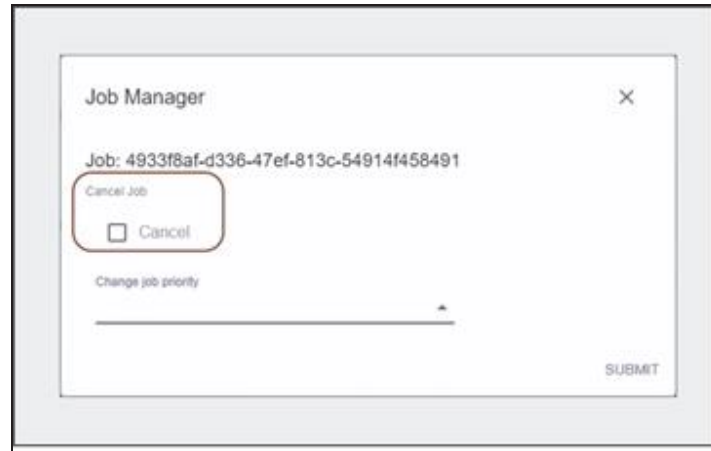 Job Manager
Job: 4933f8af-d336-47ef-813c-54914f458491
Cancel Job
Cancel
Change job priority
SUBMIT